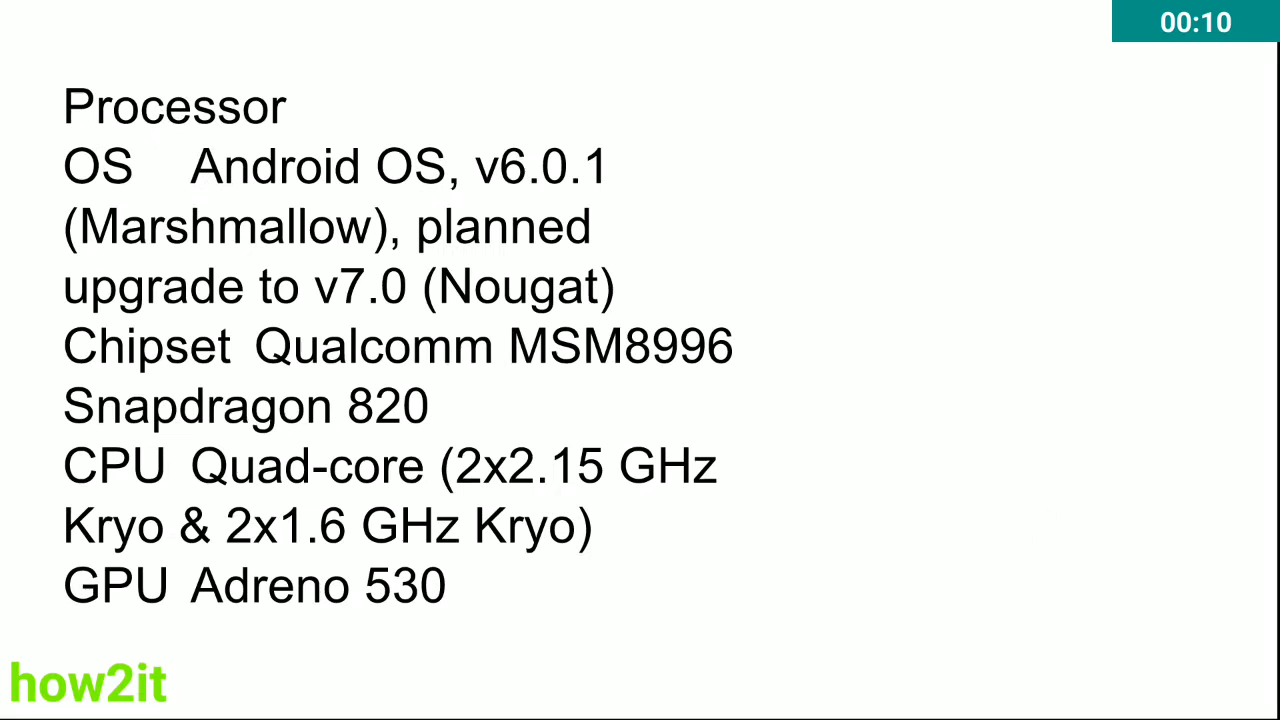 00:10
Processor
OS Android OS, v6.0.1
(Marshmallow), planned
upgrade to v7.0 (Nougat)
Chipset Qualcomm MSM8996
Snapdragon 820
CPU Quad-core (2x2.15 GHz
Kryo & 2x1.6 GHz Kryo)
GPU Adreno 530
how2it